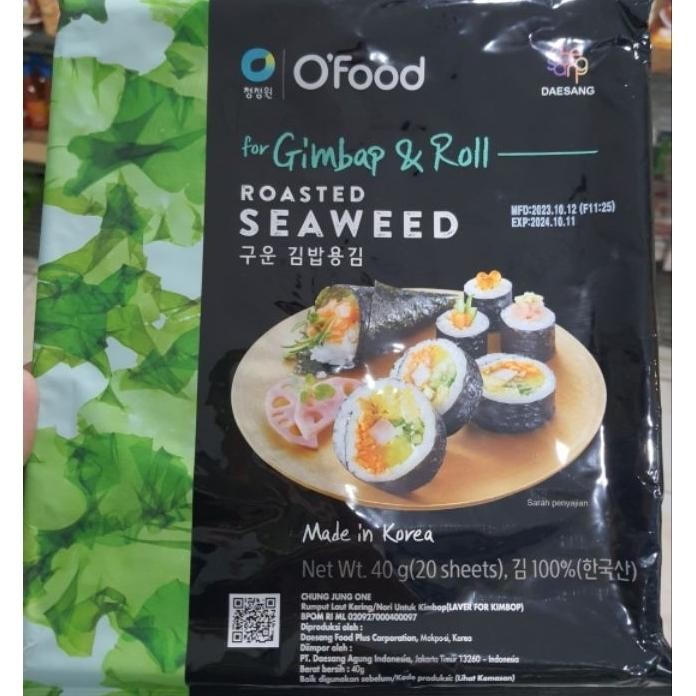 청정원
O'Food
DAESANG
for Gimbap & Roll
ROASTED
SEAWEED
구운 김밥용김
MFD:2023.10.12 (F11:25)
EXP:2024.10.11
Sarah penyajian
Made in Korea
Net Wt. 40 g(20 sheets), 김 100%(한국산)
CHUNG JUNG ONE
Rumput Laut Kering/Nori Untuk Kimbop(LAVER FOR KIMBOP)
BPOM RI ML 020927000400097
Diproduksi oleh :
Daesang Food Plus Corporation, Mokposi, Korea
Diimpor oleh :
PT. Daesang Agung Indonesia, Jakarta Timur 13260 - Indonesia
Berat bersih : 40g
Baik digunakan sebelum/Kode produksi: (Lihat Kemasan)